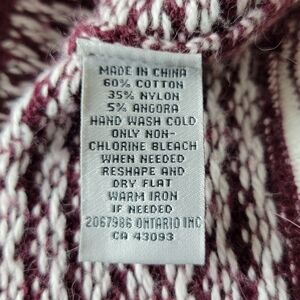 MADE IN CHINA
60% COTTON
35% NYLON
5% ANGORA
HAND WASH COLD
ONLY NON-
CHLORINE BLEACH
WHEN NEEDED
RESHAPE AND
DRY FLAT
WARM IRON
IF NEEDED
2067986 ONTARIO INC
CA 43093